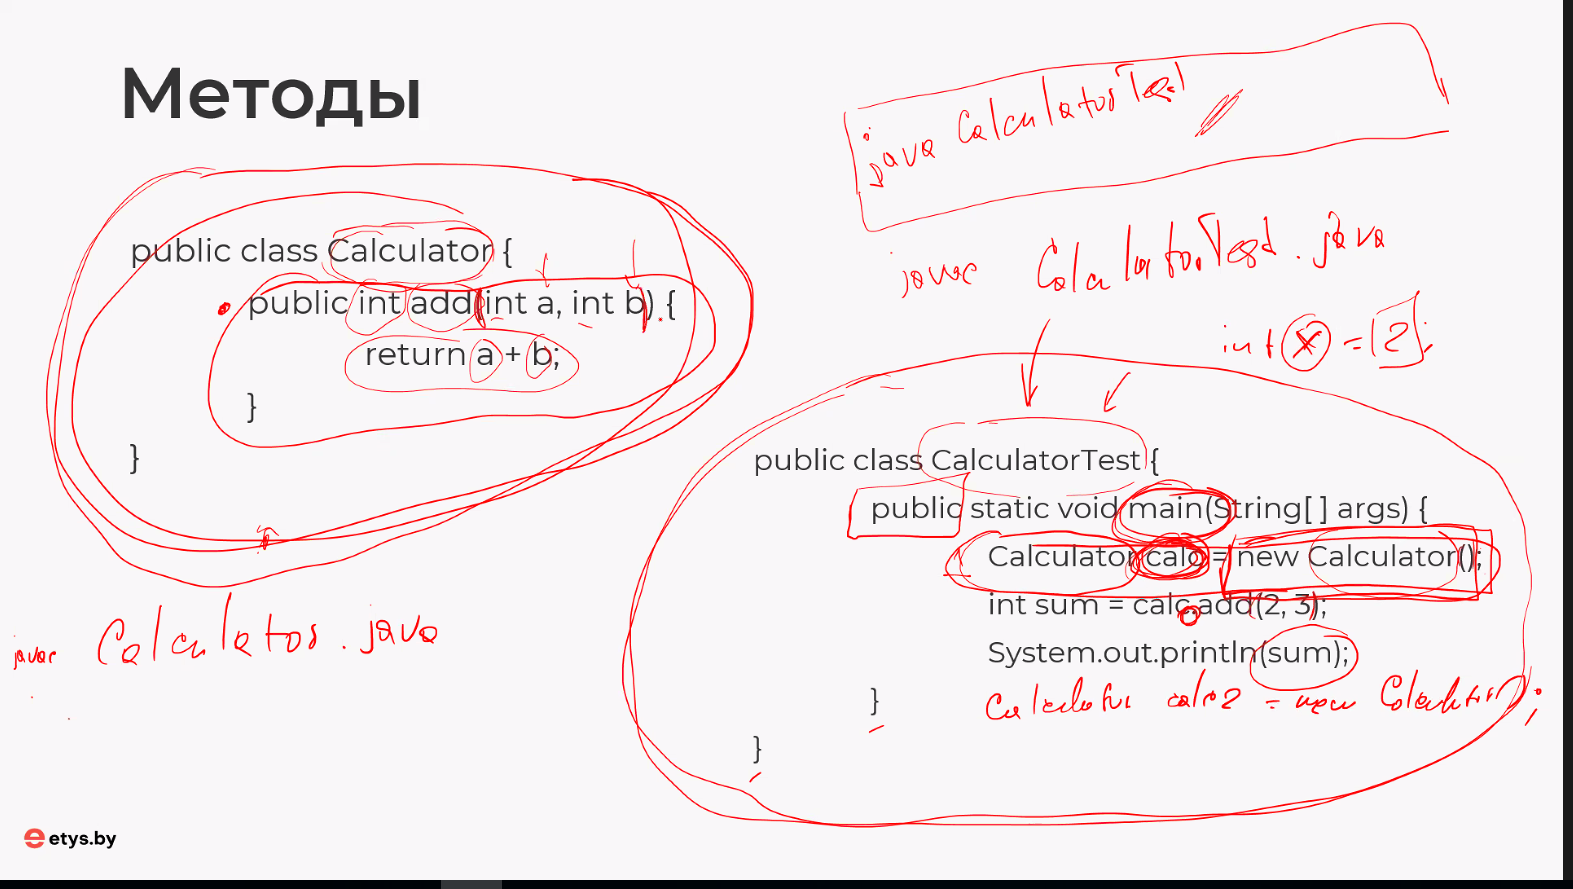 Методы
java CalculatorTest
public class Calculator {
public int add(int a, int b) {
return a + b;
}
}
javac CalculatorTest.java
int x = 2;
public class CalculatorTest {
public static void main(String[ ] args) {
Calculator calc = new Calculator();
int sum = calc.add(2, 3);
System.out.println(sum);
Calculator calc2 = new Calculator();
}
}
javac Calculator.java
etys.by